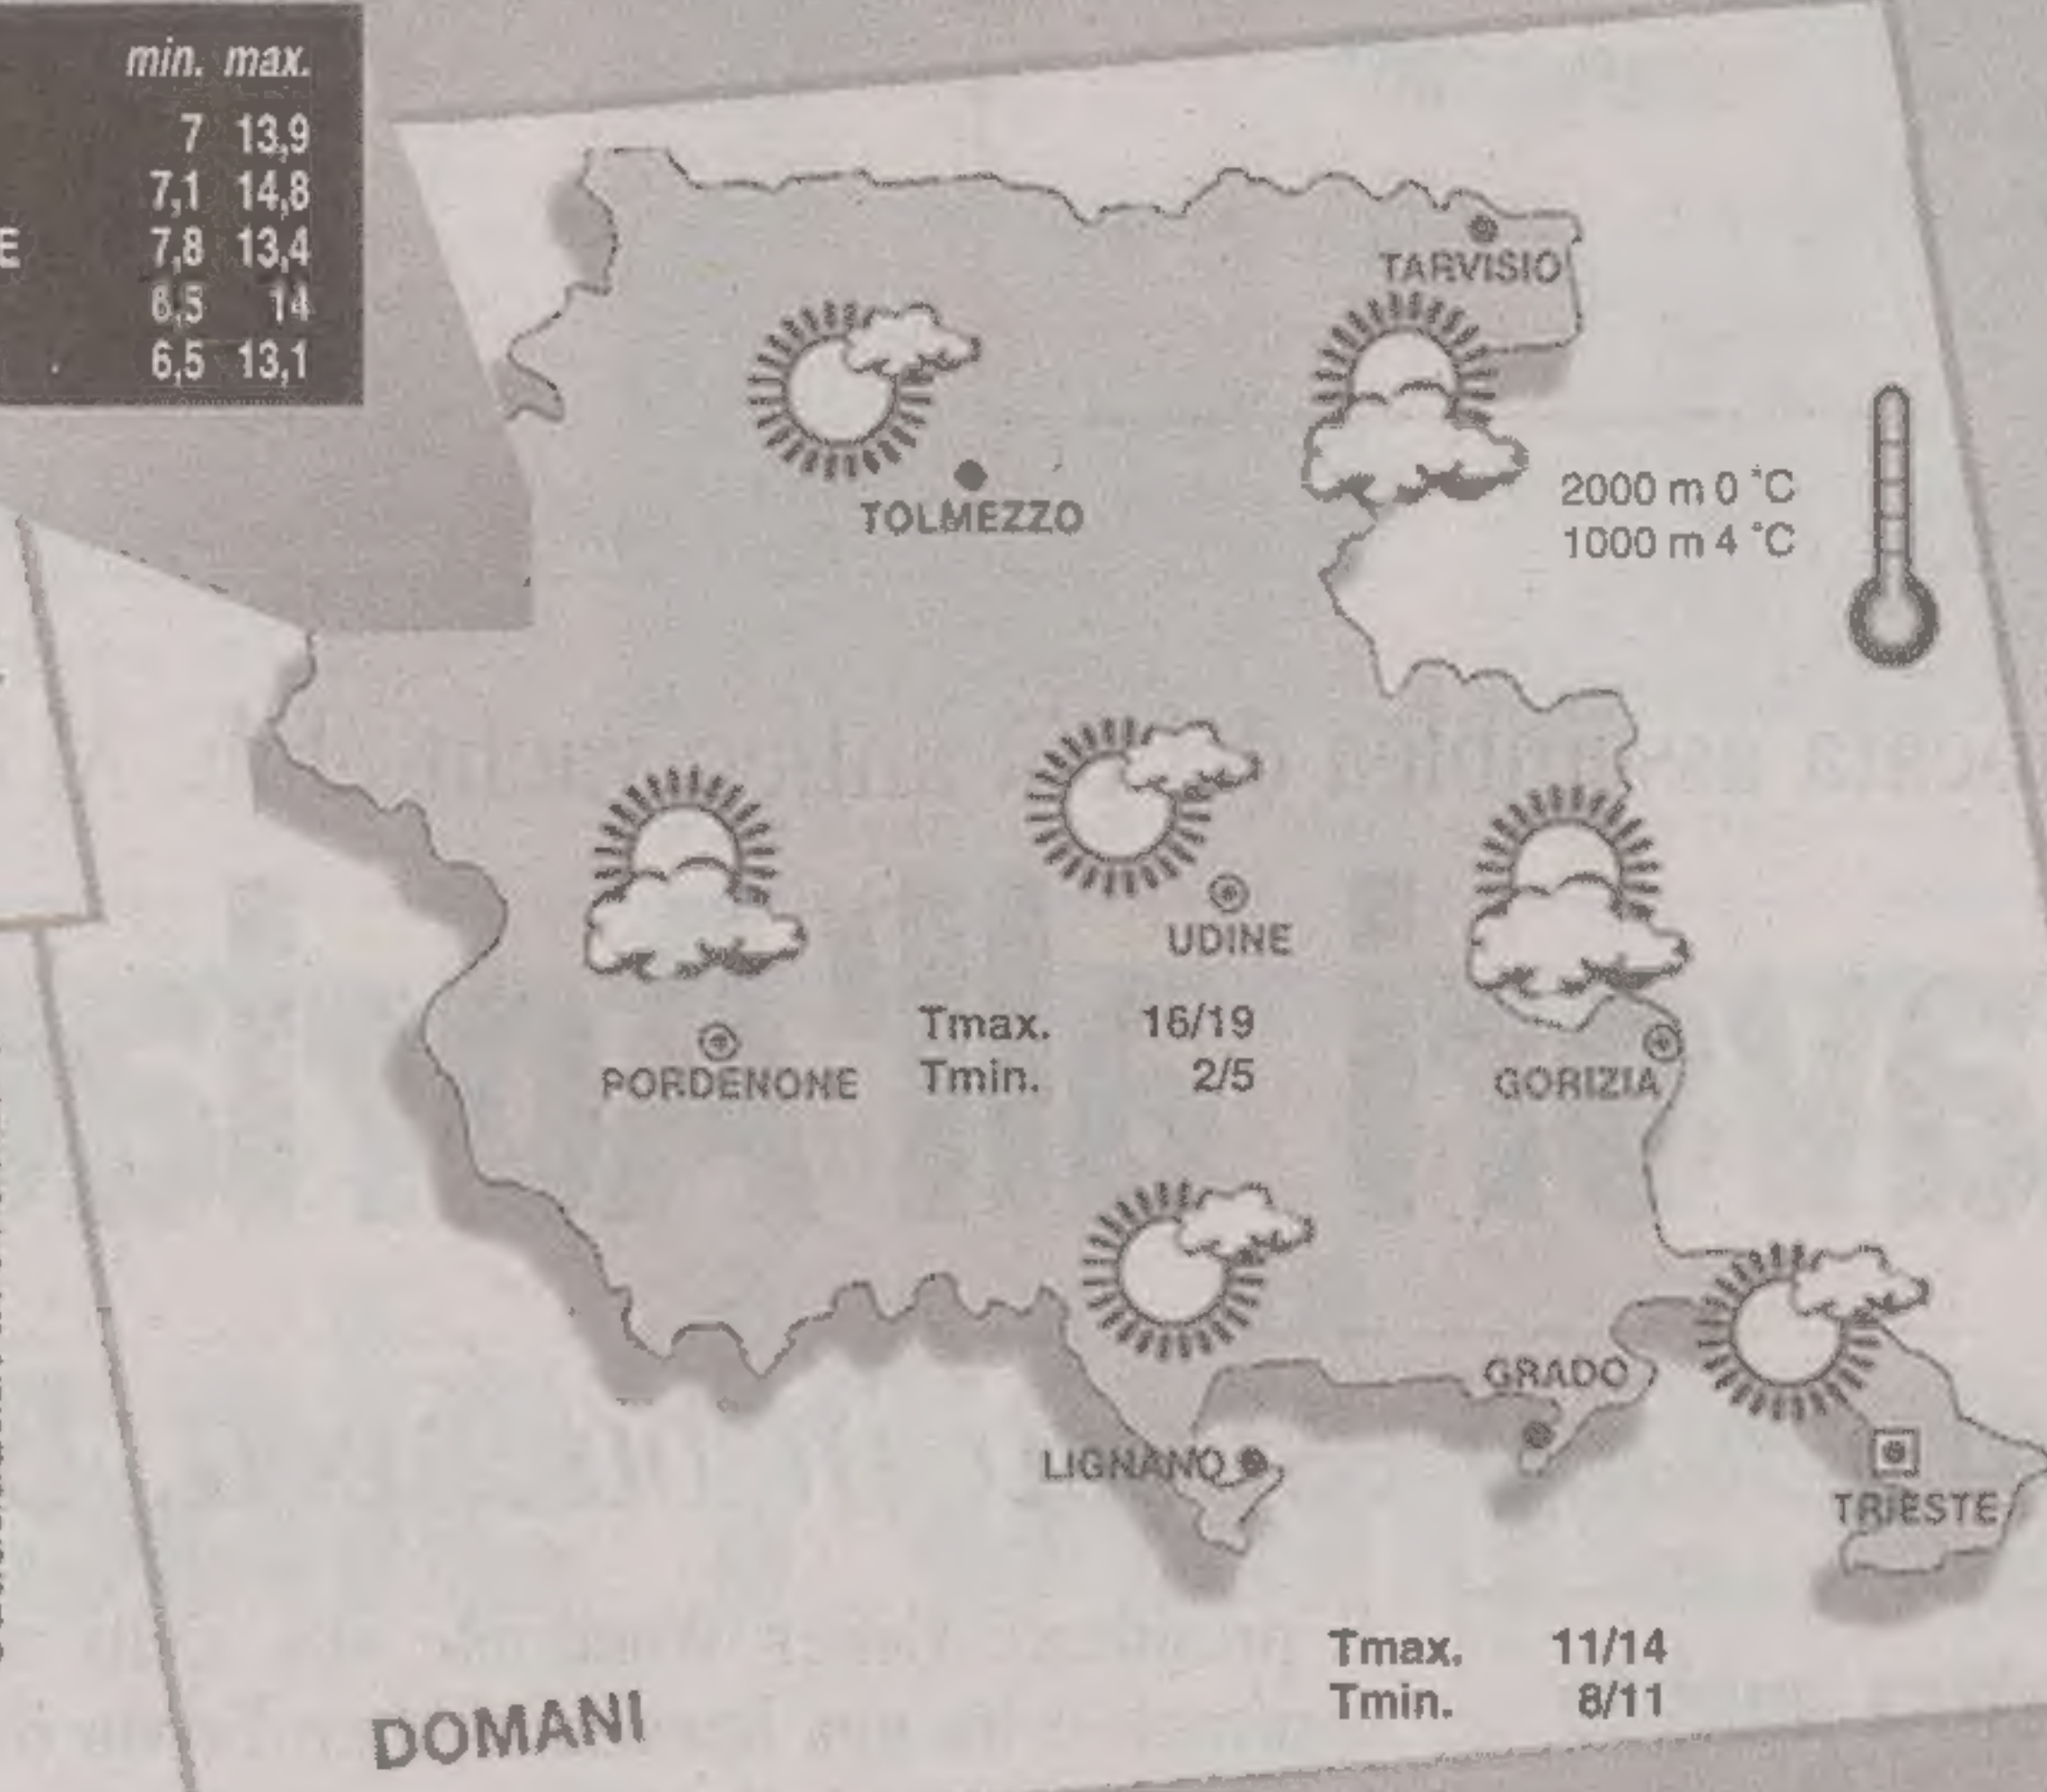 min. max.
7 13,9
7,1 14,8
E 7,8 13,4
6,5 14
6,5 13,1
TARVISIO
2000 m 0 °C
1000 m 4 °C
TOLMEZZO
UDINE
Tmax. 16/19
Tmin. 2/5
PORDENONE
GORIZIA
GRADO
LIGNANO
TRIESTE
Tmax. 11/14
Tmin. 8/11
DOMANI